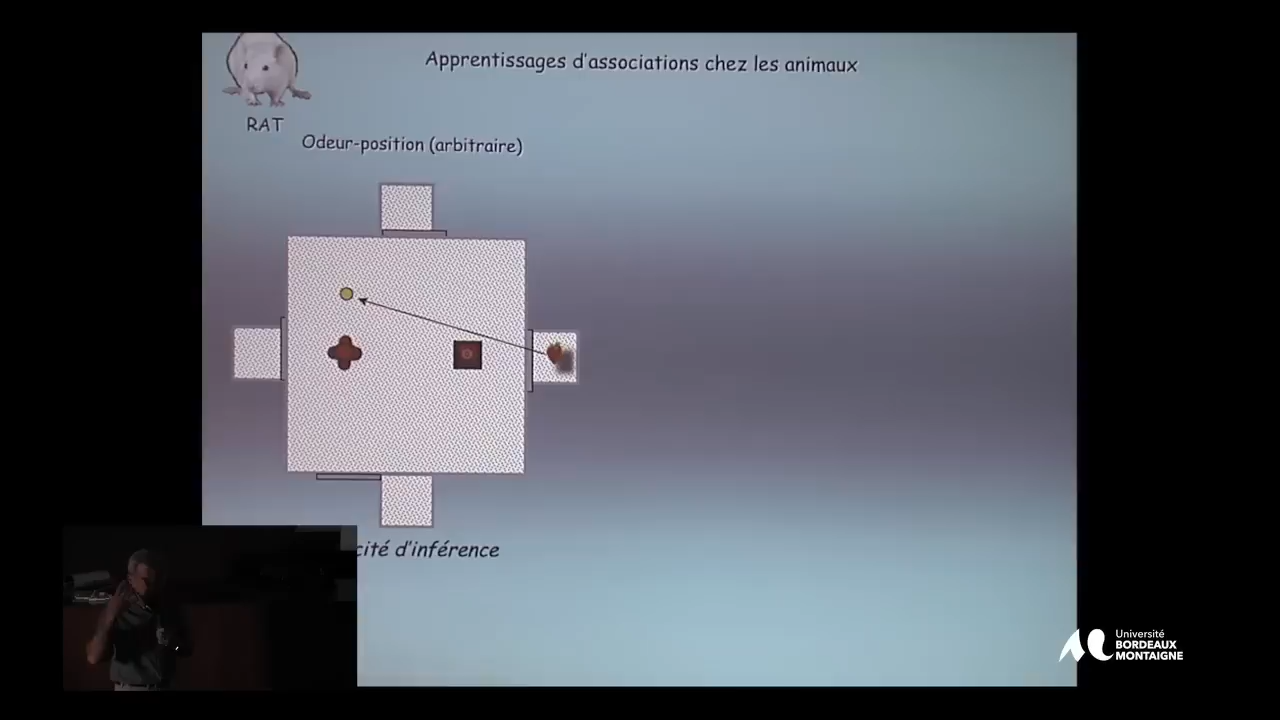 Apprentissages d'associations chez les animaux
RAT
Odeur-position (arbitraire)
cité d'inférence
Université
BORDEAUX
MONTAIGNE